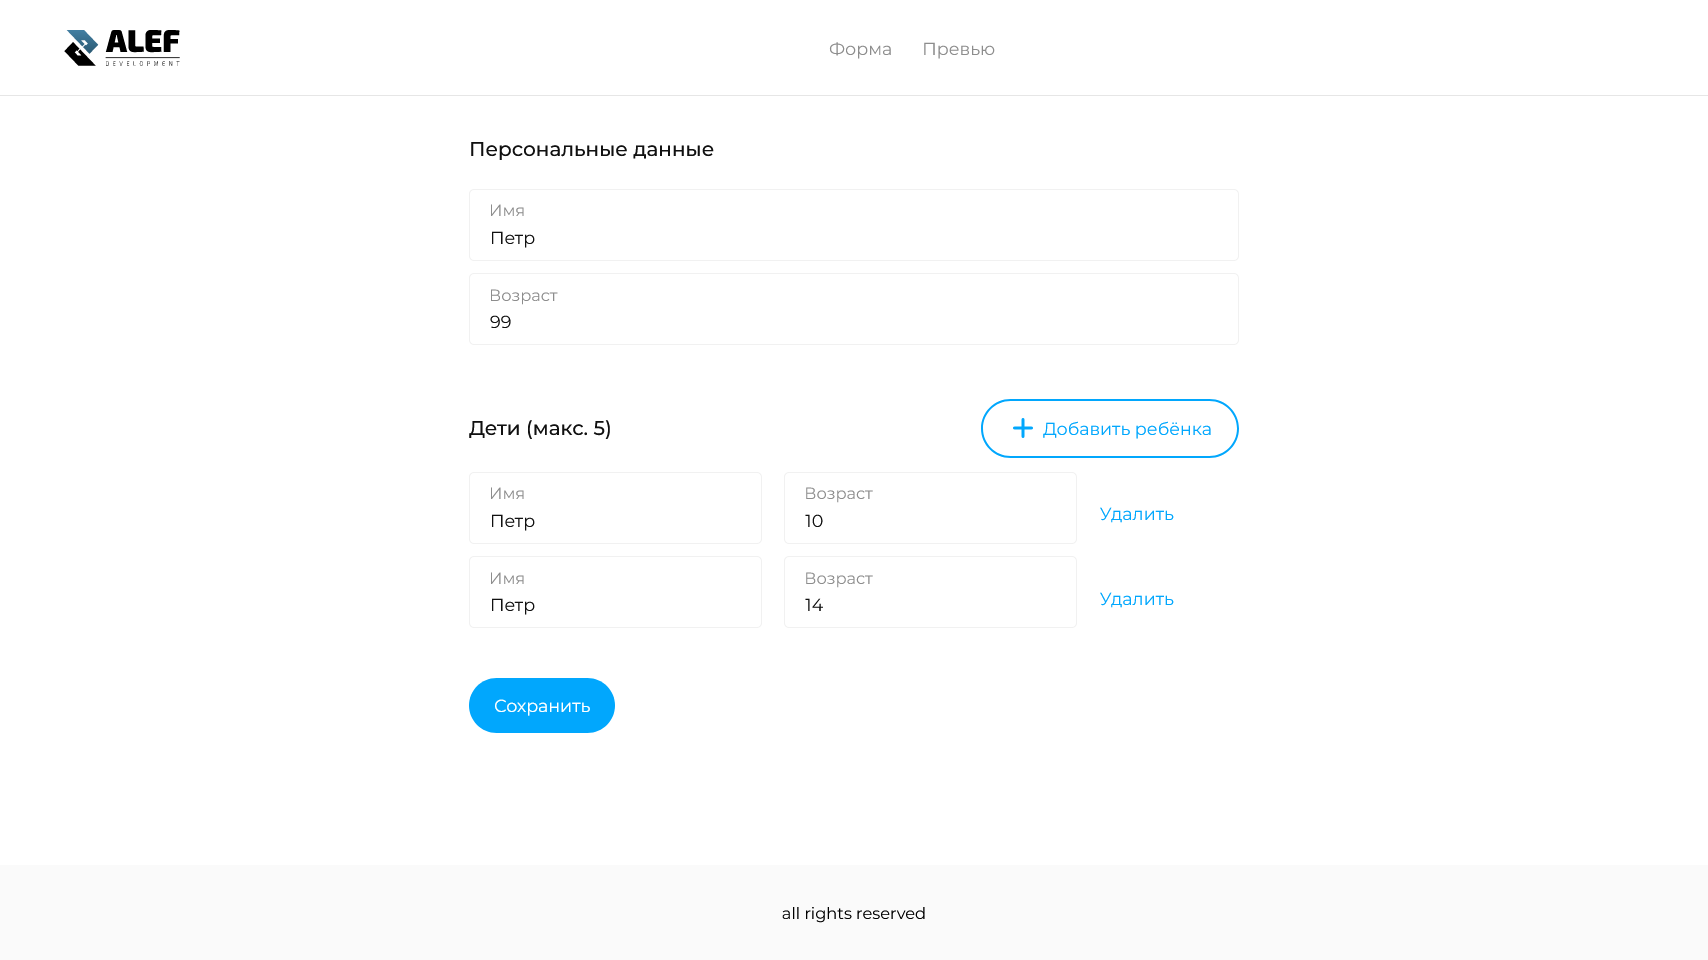 ALEF
DEVELOPMENT
Форма Превью
Персональные данные
Имя
Петр
Возраст
99
Дети (макс. 5)
Добавить ребёнка
Имя Возраст
Петр 10
Удалить
Имя Возраст
Петр 14
Удалить
Сохранить
all rights reserved